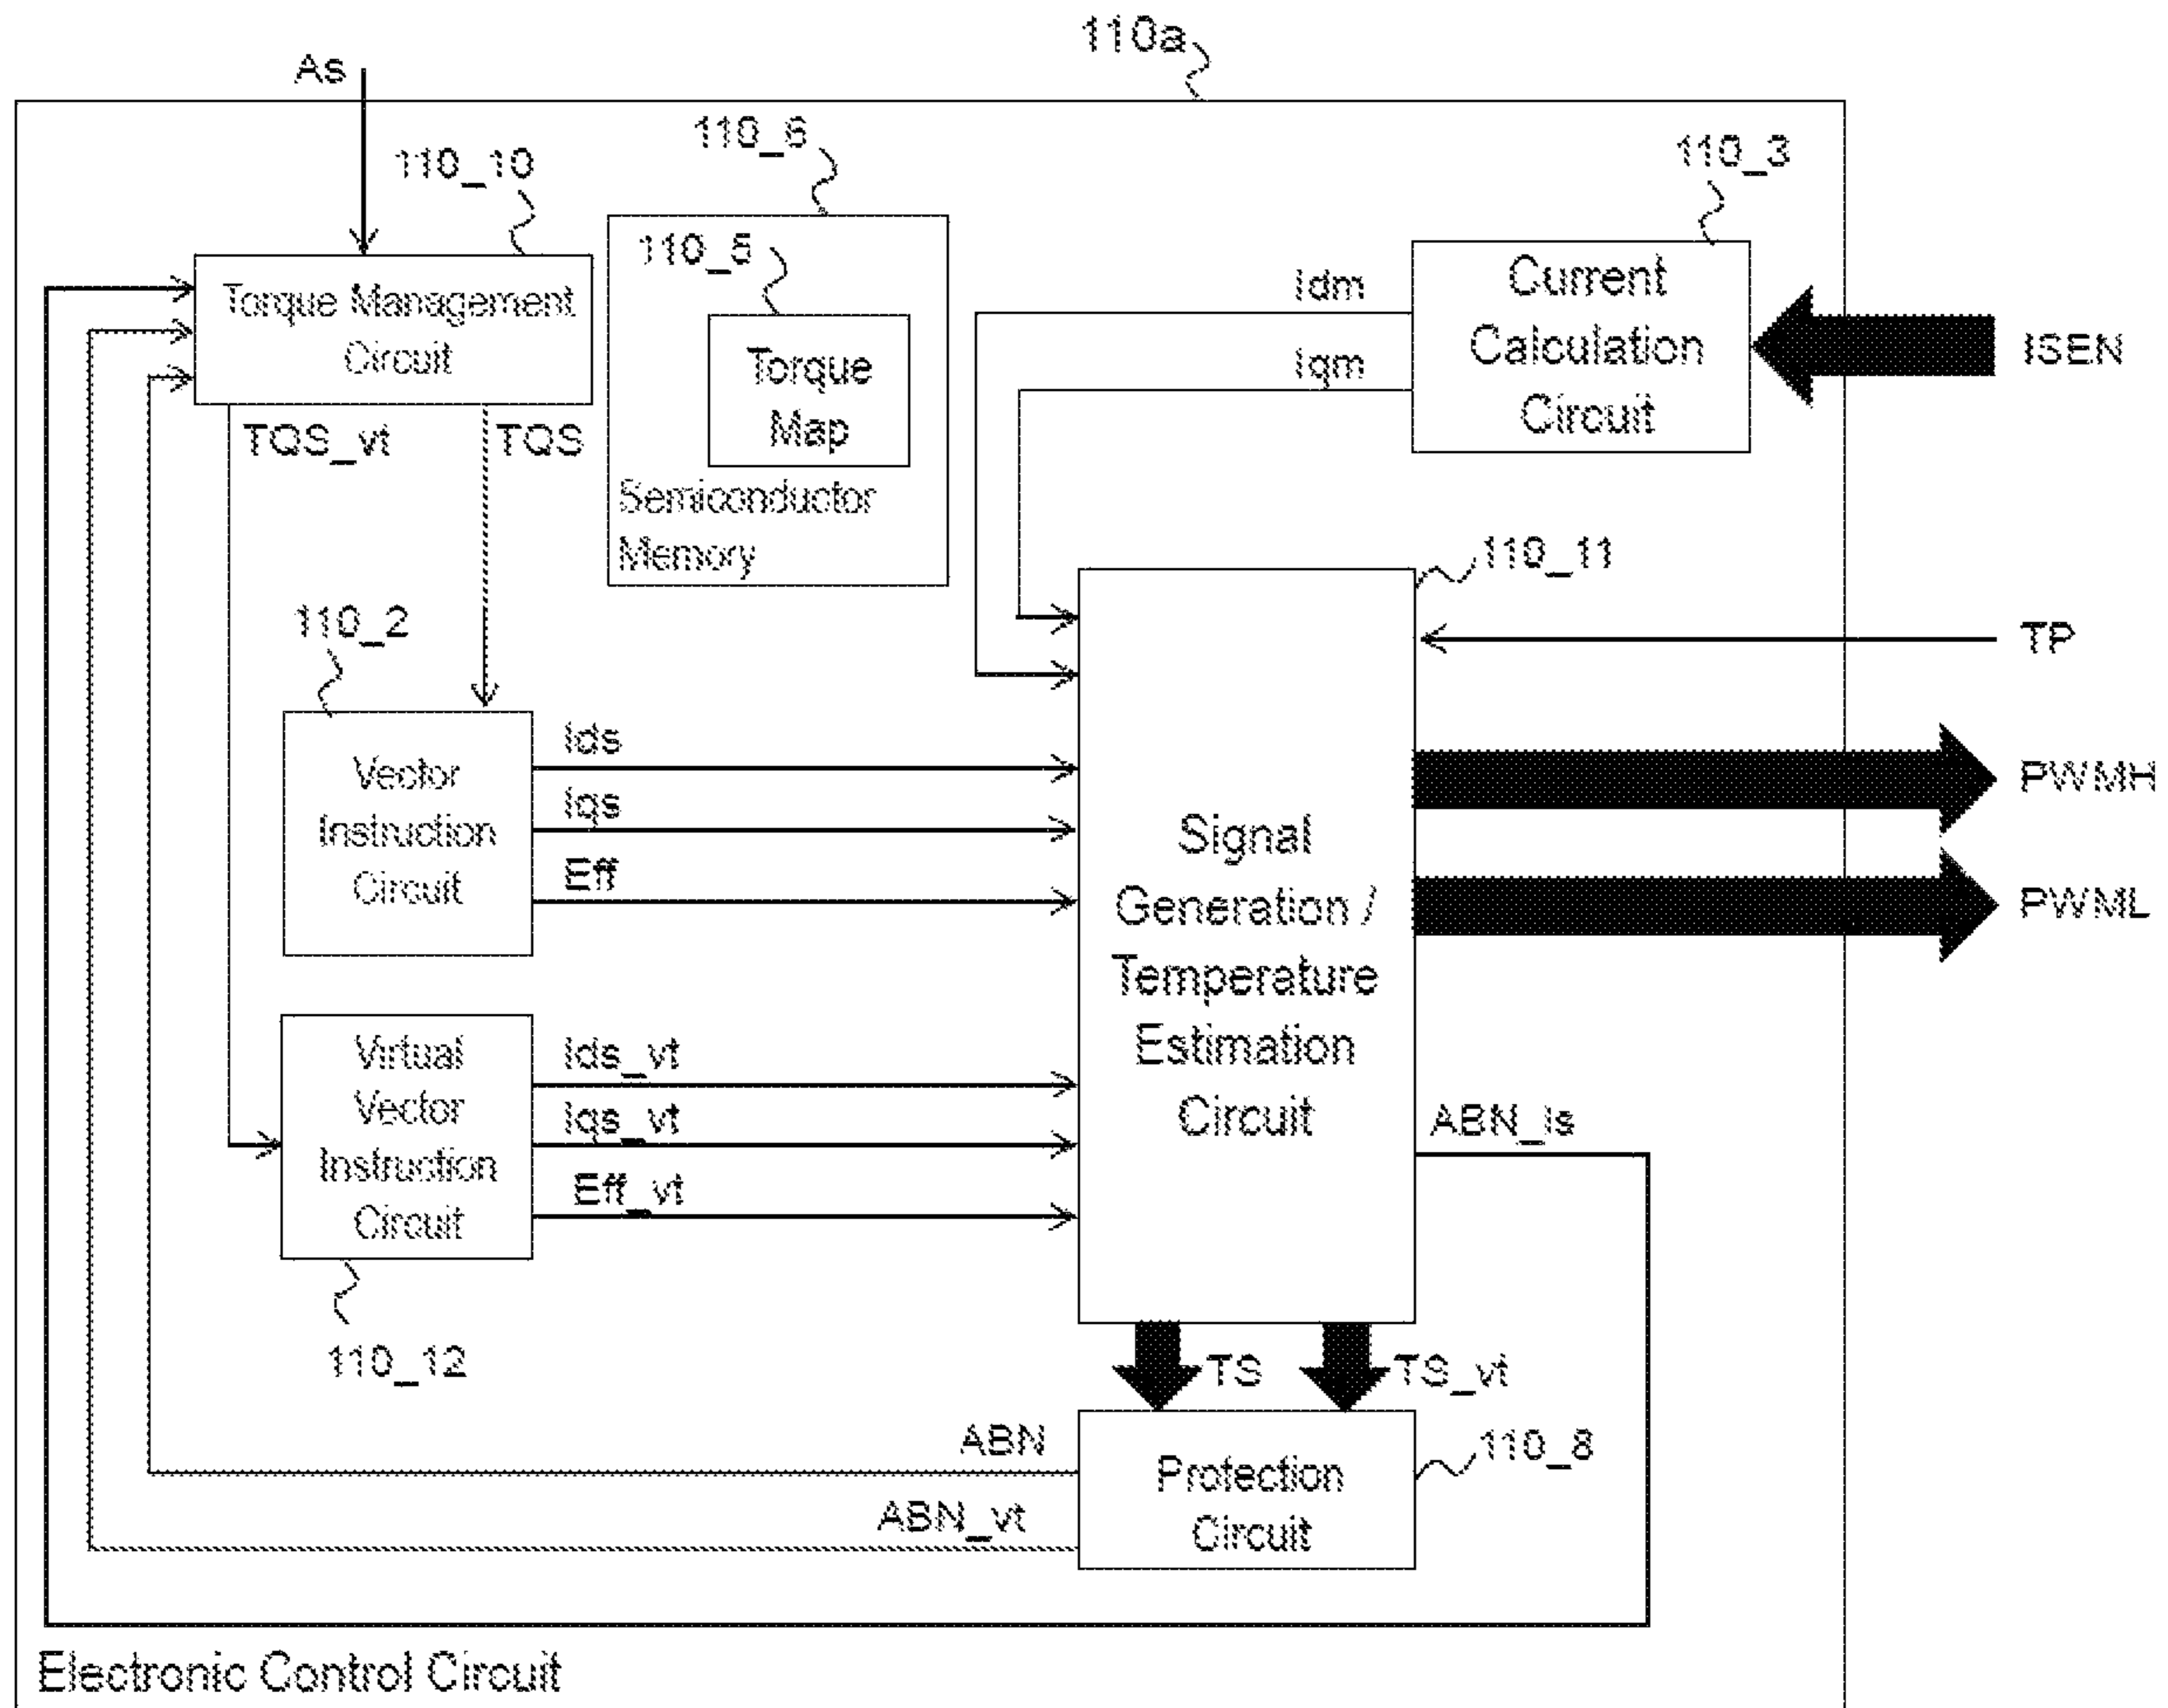 110a
As
110_6
110_10
110_3
110_5
Torque Management
Circuit
Torque
Map
Semiconductor
Memory
Idm
Iqm
Current
Calculation
Circuit
ISEN
TQS_vt
TQS
110_11
TP
110_2
Vector
Instruction
Circuit
Ids
Iqs
Eff
PWMH
PWML
Signal
Generation /
Temperature
Estimation
Circuit
Virtual
Vector
Instruction
Circuit
Ids_vt
Iqs_vt
Eff_vt
110_12
ABN_Is
TS
TS_vt
ABN
ABN_vt
Protection
Circuit
110_8
Electronic Control Circuit